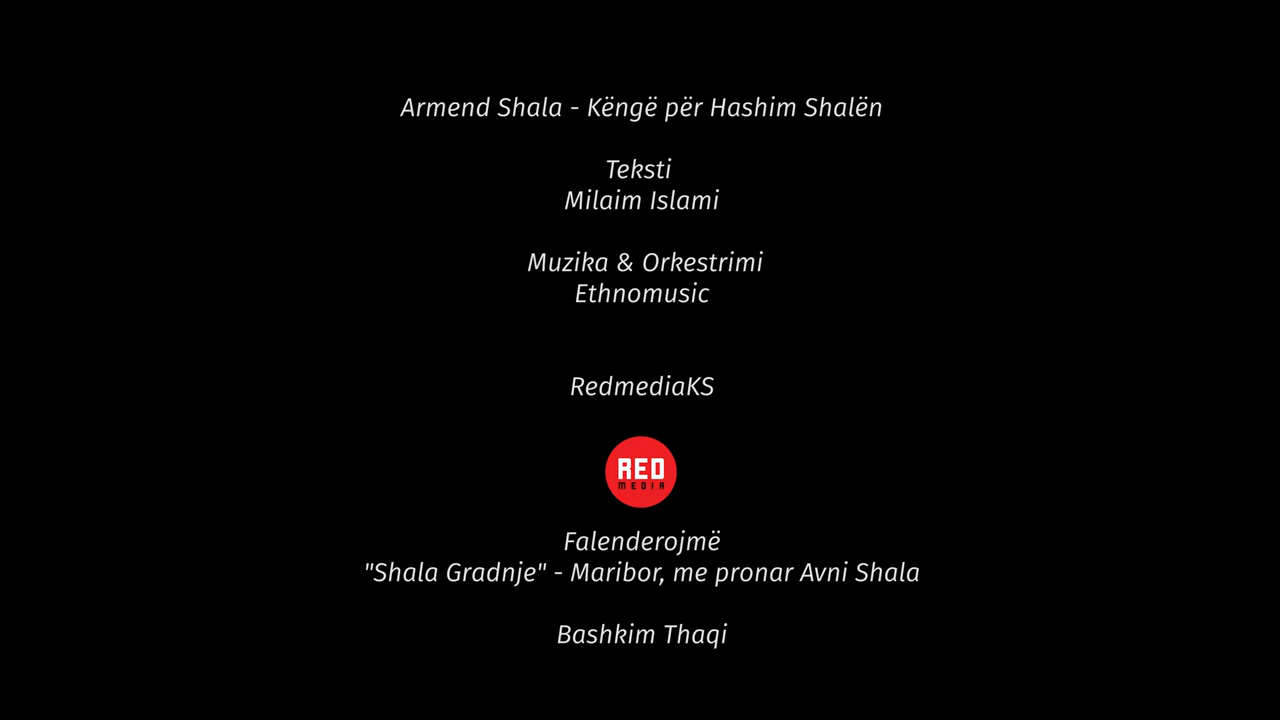 Armend Shala - Këngë për Hashim Shalën
Teksti
Milaim Islami
Muzika & Orkestrimi
Ethnomusic
RedmediaKS
RED
MEDIA
Falenderojmë
"Shala Gradnje" - Maribor, me pronar Avni Shala
Bashkim Thaqi